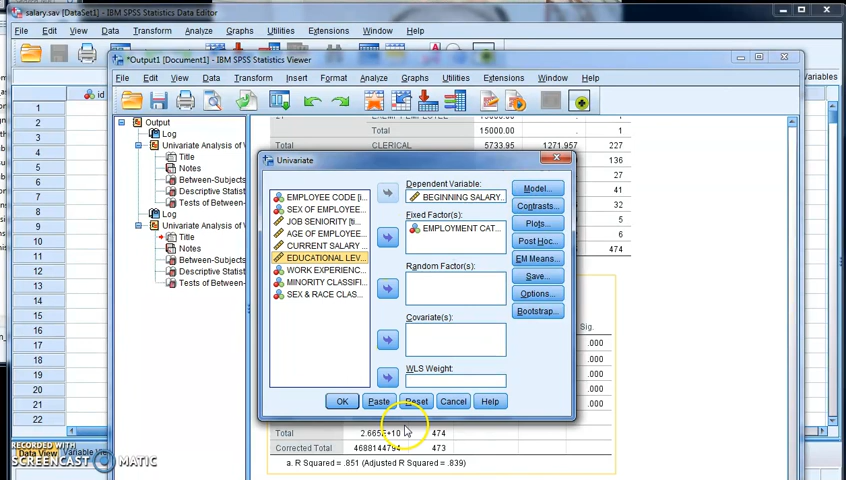 salary.sav [DataSet1] - IBM SPSS Statistics Data Editor
File Edit View Data Transform Analyze Graphs Utilities Extensions Window Help
*Output1 [Document1] - IBM SPSS Statistics Viewer
File Edit View Data Transform Insert Format Analyze Graphs Utilities Extensions Window Help
Variables
id
1
2
3
4
5
6
7
8
9
10
11
12
13
14
15
16
17
18
19
20
21
22
Output
Log
Univariate Analysis of V
Title
Notes
Between-Subjects
Descriptive Statistics
Tests of Between-
Log
Univariate Analysis of V
Title
Notes
Between-Subjects
Descriptive Statistics
Tests of Between-
Total 15000.00 . 1
CLERICAL 5733.95 1271.957 227
136
27
41
32
5
6
474
Univariate
EMPLOYEE CODE [i...
SEX OF EMPLOYEE...
JOB SENIORITY [ti...
AGE OF EMPLOYEE...
CURRENT SALARY ...
EDUCATIONAL LEV...
WORK EXPERIENC...
MINORITY CLASSIFI...
SEX & RACE CLAS...
Dependent Variable:
BEGINNING SALARY...
Fixed Factor(s):
EMPLOYMENT CAT...
Random Factor(s):
Covariate(s):
WLS Weight:
Model...
Contrasts...
Plots...
Post Hoc...
EM Means...
Save...
Options...
Bootstrap...
OK Paste Reset Cancel Help
Sig.
.000
.000
.000
.000
.000
Total 2.665E+10 474
Corrected Total 4688144794 473
a. R Squared = .851 (Adjusted R Squared = .839)
Data View Variable View
RECORDED WITH
SCREENCAST MATIC